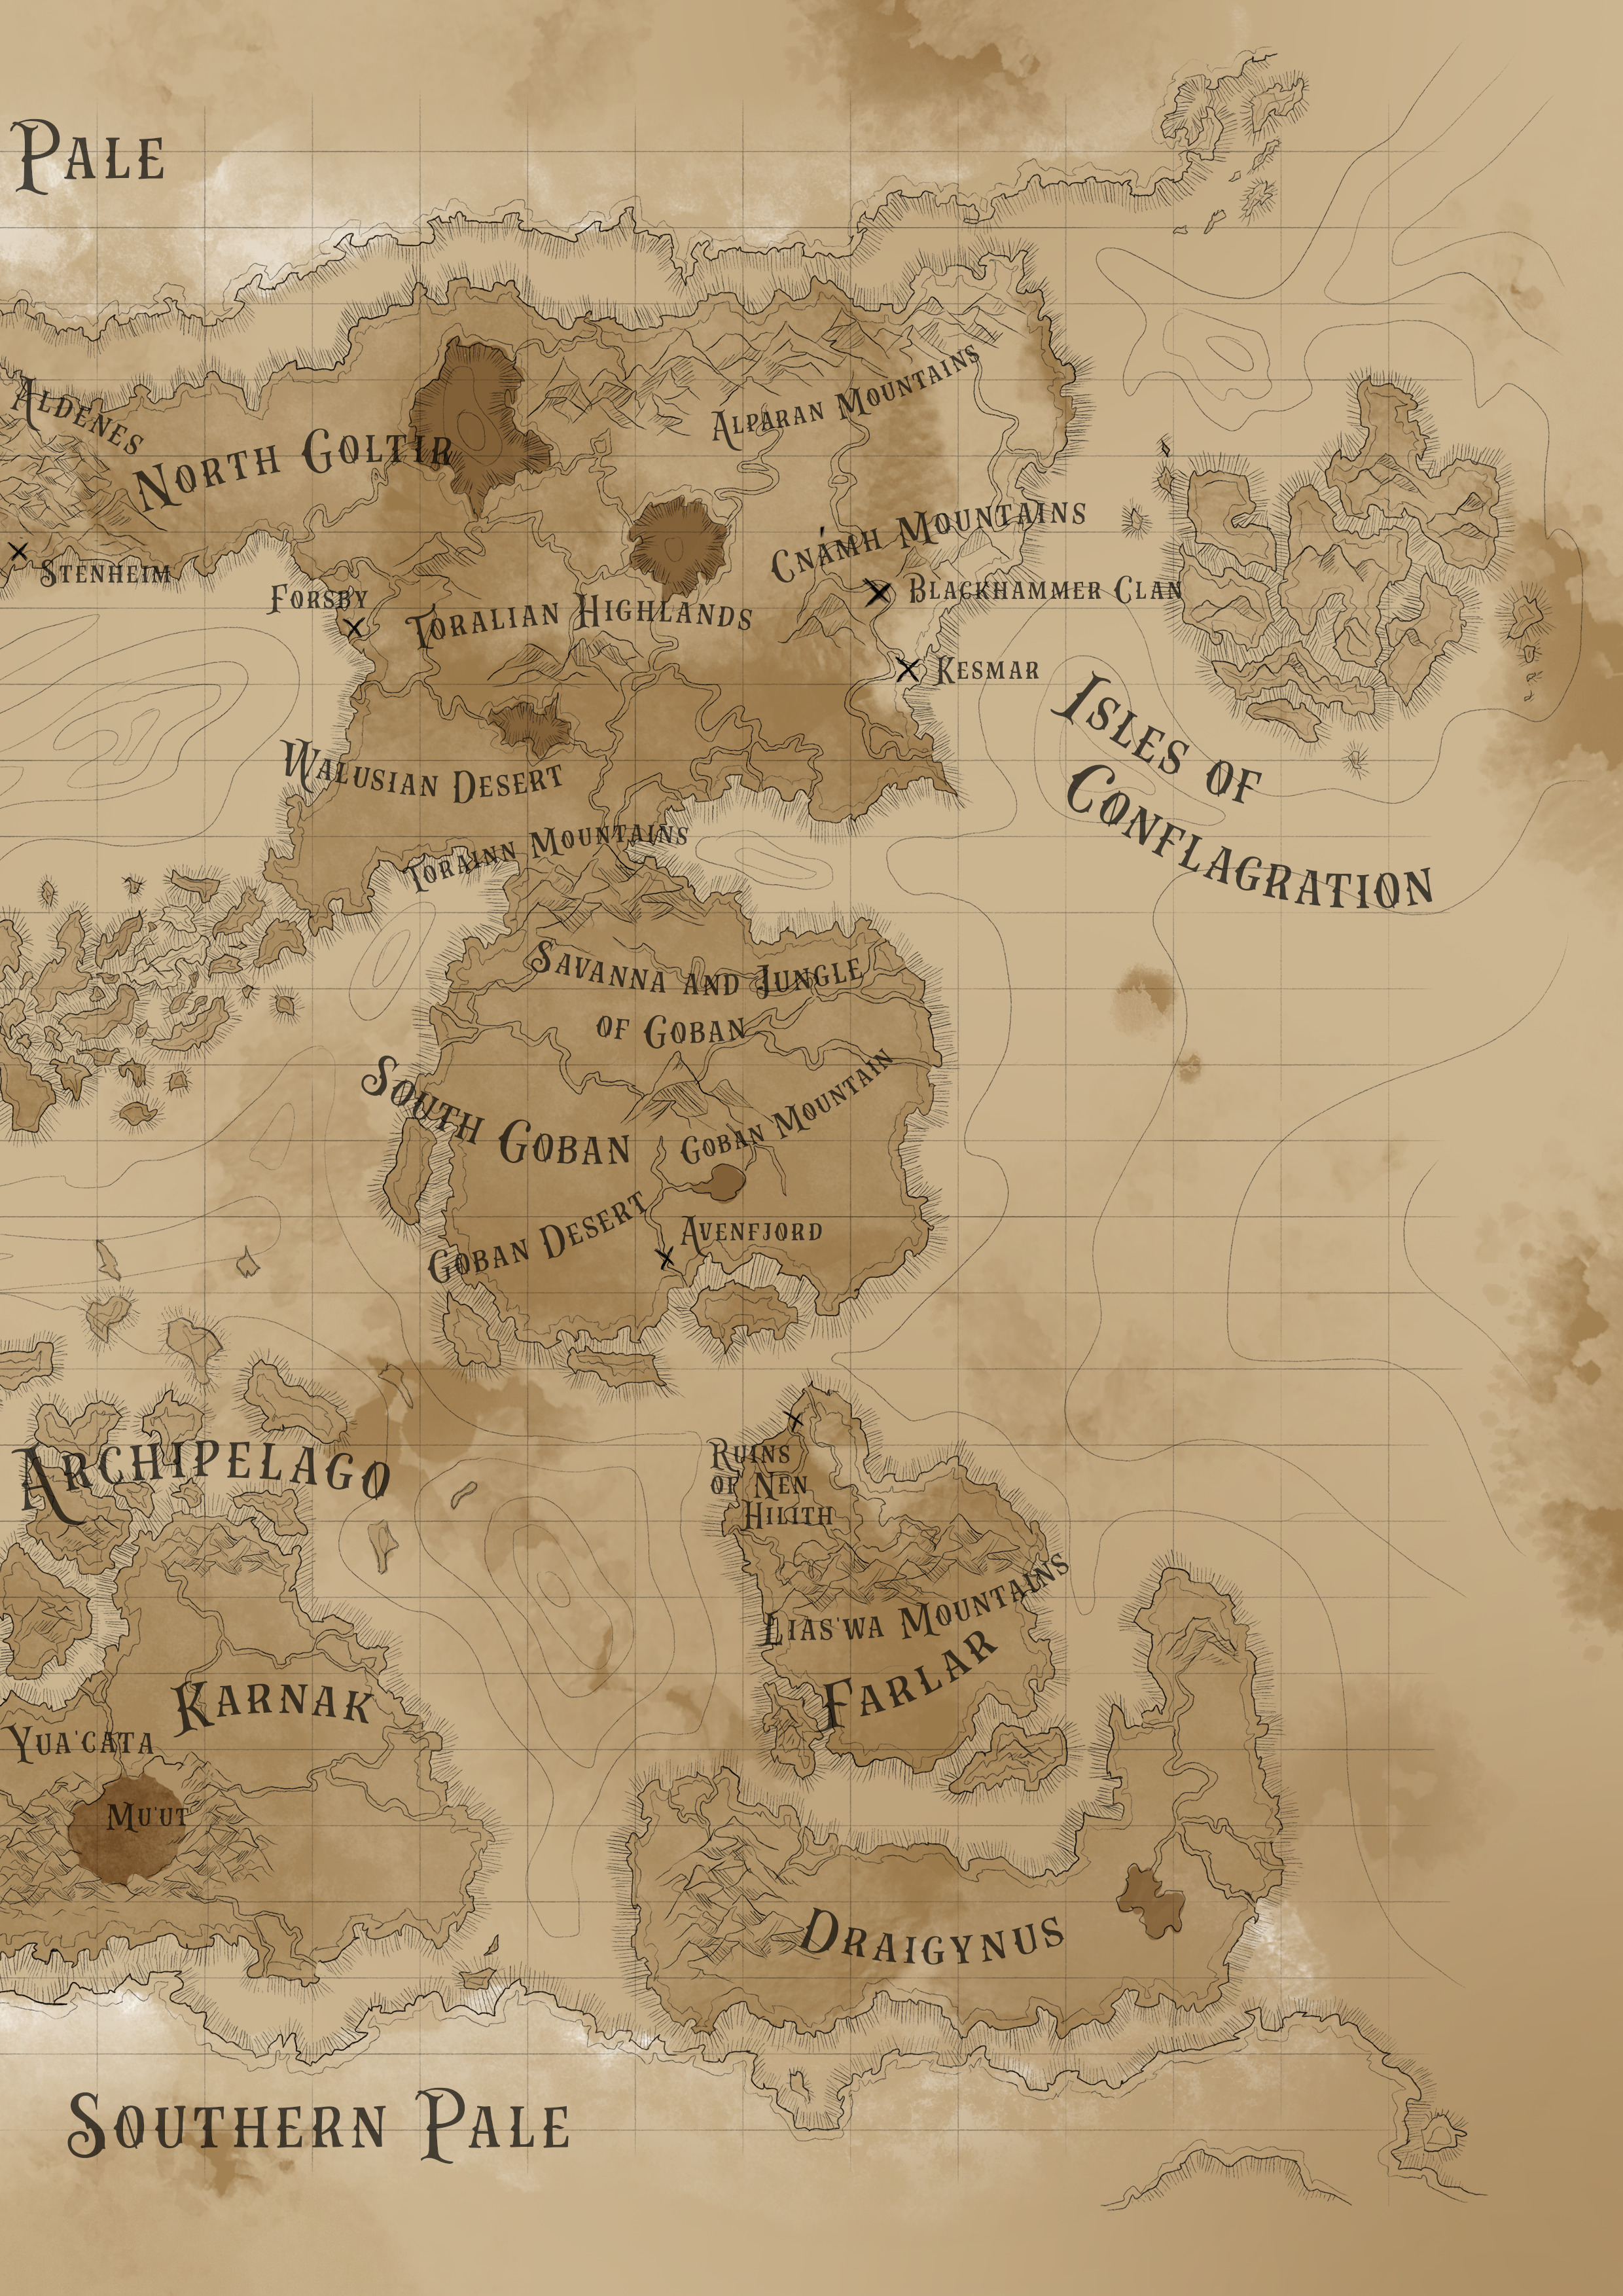 Pale
Aldenes
North Goltir
Alparan Mountains
Stenheim
Forsby
Toralian Highlands
Cnámh Mountains
Blackhammer Clan
Kesmar
Isles of
Conflagration
Walusian Desert
Torainn Mountains
Savanna and Jungle
of Goban
South Goban
Goban Mountain
Goban Desert
Avenfjord
Archipelago
Ruins
of Nen
Hilith
Lias'wa Mountains
Farlar
Karnak
Yua'cata
Mu'ut
Draigynus
Southern Pale